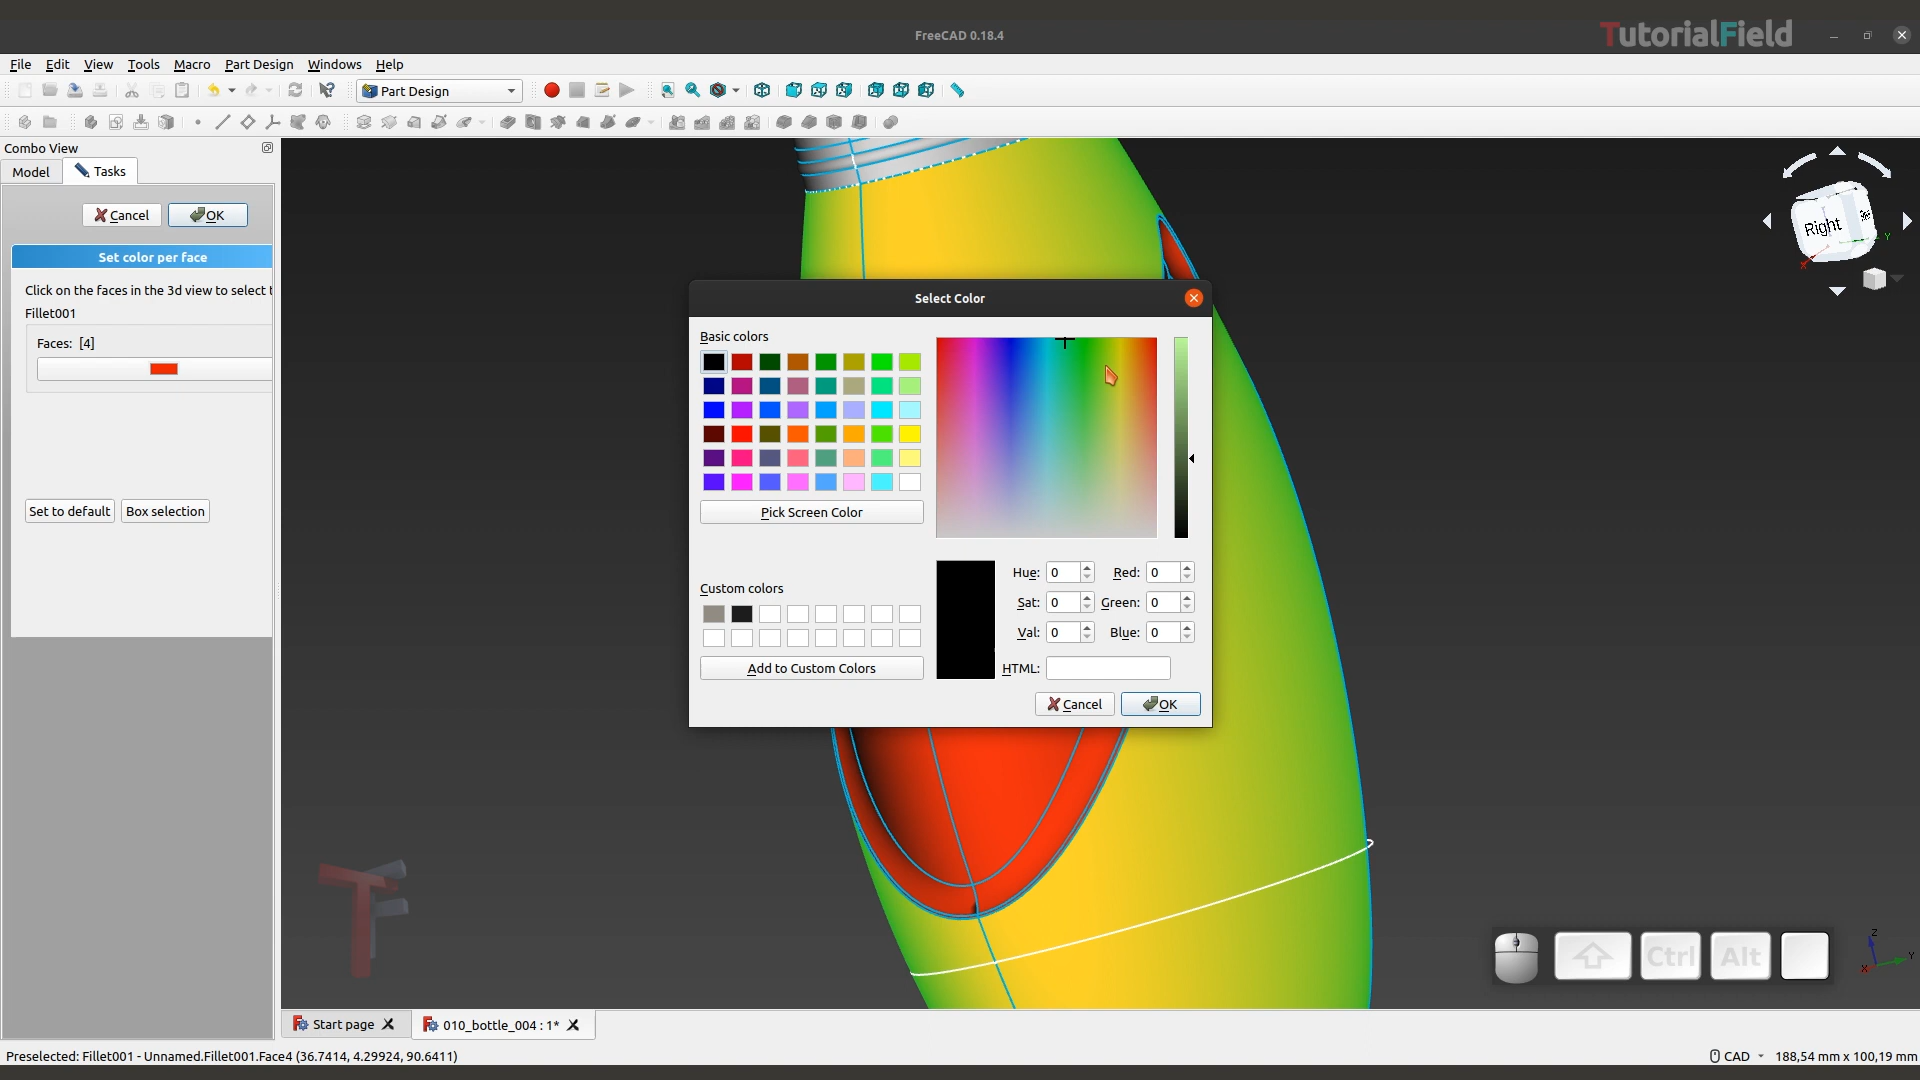 FreeCAD 0.18.4
TutorialField
File Edit View Tools Macro Part Design Windows Help
Part Design
Combo View
Model
Tasks
Cancel
OK
Set color per face
Click on the faces in the 3d view to select t
Fillet001
Faces: [4]
Set to default
Box selection
Right
Y
X
Select Color
Basic colors
Pick Screen Color
Custom colors
Add to Custom Colors
Hue: 0
Red: 0
Sat: 0
Green: 0
Val: 0
Blue: 0
HTML:
Cancel
OK
Ctrl
Alt
Z
Y
X
Start page
010_bottle_004 : 1*
Preselected: Fillet001 - Unnamed.Fillet001.Face4 (36.7414, 4.29924, 90.6411)
CAD
188,54 mm x 100,19 mm